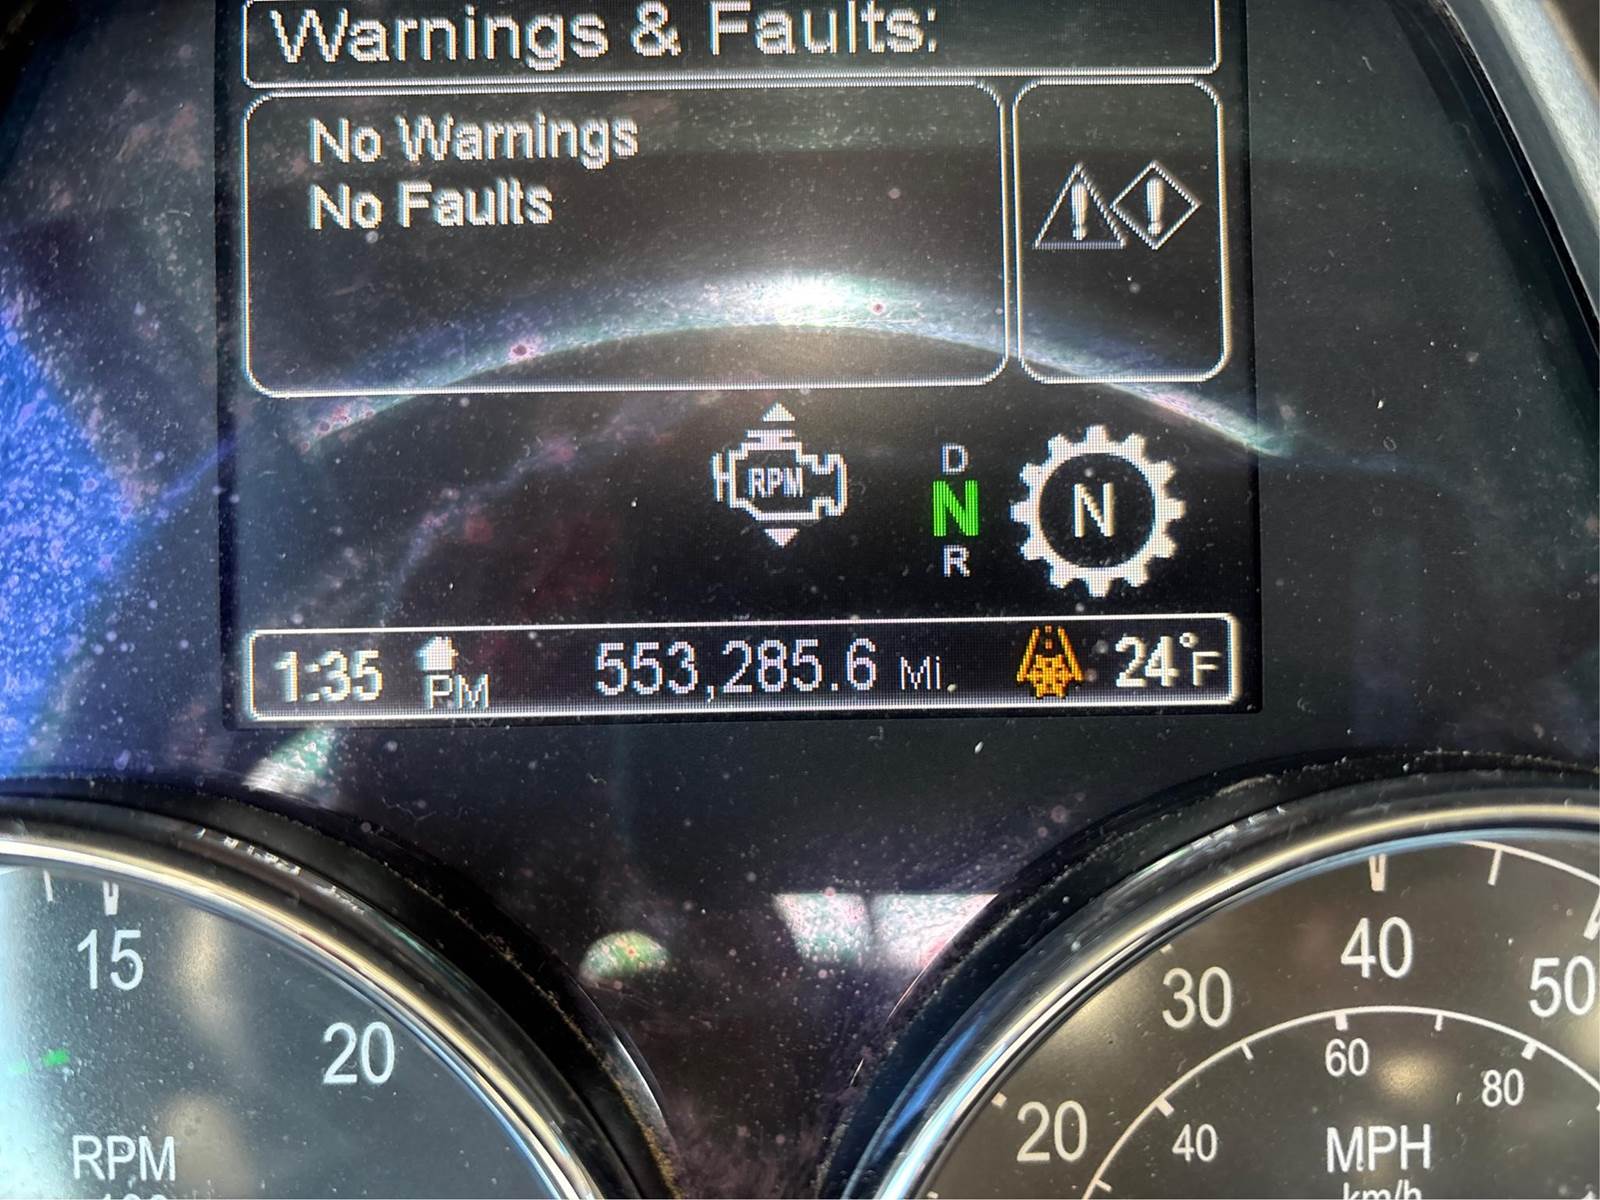 Warnings & Faults:
No Warnings
No Faults
RPM
D
N
R
N
1:35 PM 553,285.6 Mi. 24°F
15
20
RPM
20
30
40
50
40
60
80
MPH
km/h